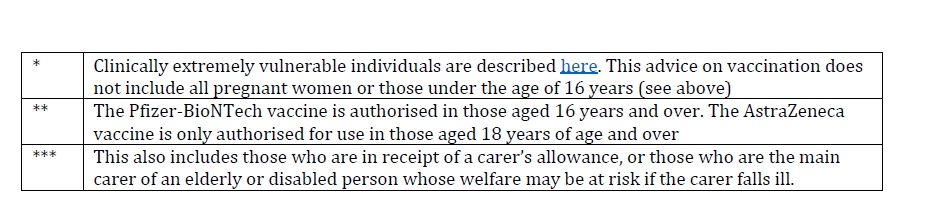 * Clinically extremely vulnerable individuals are described here. This advice on vaccination does
not include all pregnant women or those under the age of 16 years (see above)
** The Pfizer-BioNTech vaccine is authorised in those aged 16 years and over. The AstraZeneca
vaccine is only authorised for use in those aged 18 years of age and over
*** This also includes those who are in receipt of a carer’s allowance, or those who are the main
carer of an elderly or disabled person whose welfare may be at risk if the carer falls ill.